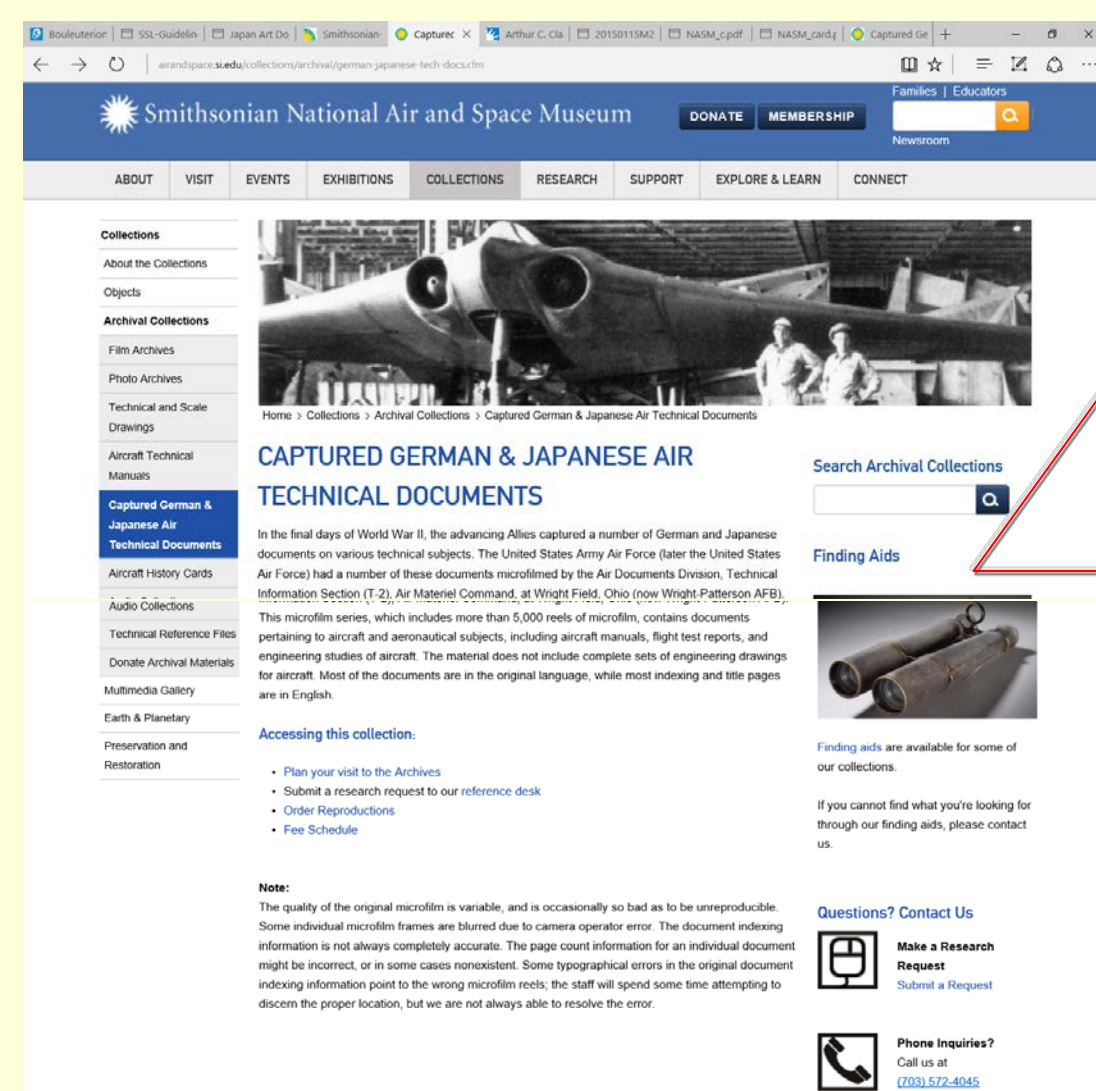 Bouleuterion
SSL-Guidelin
Japan Art Do
Smithsonian
Capturec
Arthur C. Cla
20150115M2
NASM_c.pdf
NASM_card.p
Captured Ge
airandspace.si.edu/collections/archival/german-japanese-tech-docs.cfm
Families | Educators
Smithsonian National Air and Space Museum
DONATE
MEMBERSHIP
Newsroom
ABOUT
VISIT
EVENTS
EXHIBITIONS
COLLECTIONS
RESEARCH
SUPPORT
EXPLORE & LEARN
CONNECT
Collections
About the Collections
Objects
Archival Collections
Film Archives
Photo Archives
Technical and Scale
Drawings
Aircraft Technical
Manuals
Captured German &
Japanese Air
Technical Documents
Aircraft History Cards
Audio Collections
Technical Reference Files
Donate Archival Materials
Multimedia Gallery
Earth & Planetary
Preservation and
Restoration
Home > Collections > Archival Collections > Captured German & Japanese Air Technical Documents
CAPTURED GERMAN & JAPANESE AIR
TECHNICAL DOCUMENTS
In the final days of World War II, the advancing Allies captured a number of German and Japanese
documents on various technical subjects. The United States Army Air Force (later the United States
Air Force) had a number of these documents microfilmed by the Air Documents Division, Technical
Information Section (T-2), Air Materiel Command, at Wright Field, Ohio (now Wright-Patterson AFB).
This microfilm series, which includes more than 5,000 reels of microfilm, contains documents
pertaining to aircraft and aeronautical subjects, including aircraft manuals, flight test reports, and
engineering studies of aircraft. The material does not include complete sets of engineering drawings
for aircraft. Most of the documents are in the original language, while most indexing and title pages
are in English.
Accessing this collection:
• Plan your visit to the Archives
• Submit a research request to our reference desk
• Order Reproductions
• Fee Schedule
Note:
The quality of the original microfilm is variable, and is occasionally so bad as to be unreproducible.
Some individual microfilm frames are blurred due to camera operator error. The document indexing
information is not always completely accurate. The page count information for an individual document
might be incorrect, or in some cases nonexistent. Some typographical errors in the original document
indexing information point to the wrong microfilm reels; the staff will spend some time attempting to
discern the proper location, but we are not always able to resolve the error.
Search Archival Collections
Finding Aids
Finding aids are available for some of
our collections.
If you cannot find what you're looking for
through our finding aids, please contact
us.
Questions? Contact Us
Make a Research
Request
Submit a Request
Phone Inquiries?
Call us at
(703) 572-4045